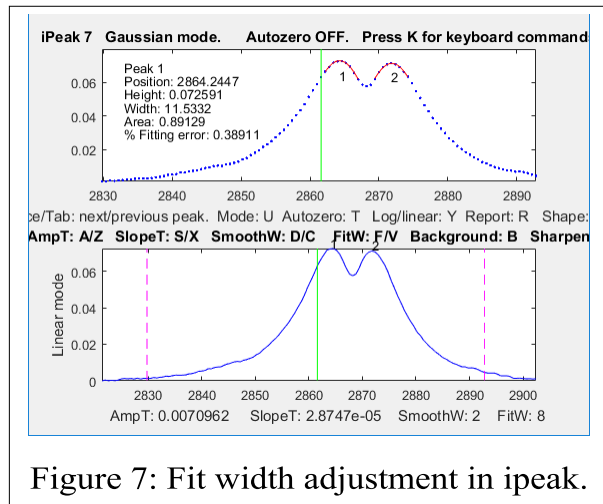 iPeak 7 Gaussian mode. Autozero OFF. Press K for keyboard command
Peak 1
Position: 2864.2447
Height: 0.072591
Width: 11.5332
Area: 0.89129
% Fitting error: 0.38911
0.06
0.04
0.02
1 2
2830 2840 2850 2860 2870 2880 2890
ce/Tab: next/previous peak. Mode: U Autozero: T Log/linear: Y Report: R Shape:
AmpT: A/Z SlopeT: S/X SmoothW: D/C FitW: F/V Background: B Sharpen
1 2
Linear mode
0.06
0.04
0.02
0
2830 2840 2850 2860 2870 2880 2890 2900
AmpT: 0.0070962 SlopeT: 2.8747e-05 SmoothW: 2 FitW: 8
Figure 7: Fit width adjustment in ipeak.